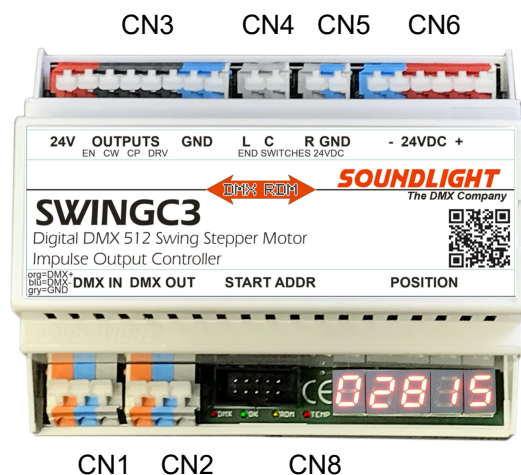 CN3 CN4 CN5 CN6
24V OUTPUTS GND L C R GND - 24VDC +
EN CW CP DRV END SWITCHES 24VDC
DMX RDM
SOUNDLIGHT
The DMX Company
SWINGC3
Digital DMX 512 Swing Stepper Motor
Impulse Output Controller
org=DMX+
blu=DMX-
gry=GND
DMX IN DMX OUT START ADDR POSITION
CE
02815
DMX OK RDM TEMP
CN1 CN2 CN8